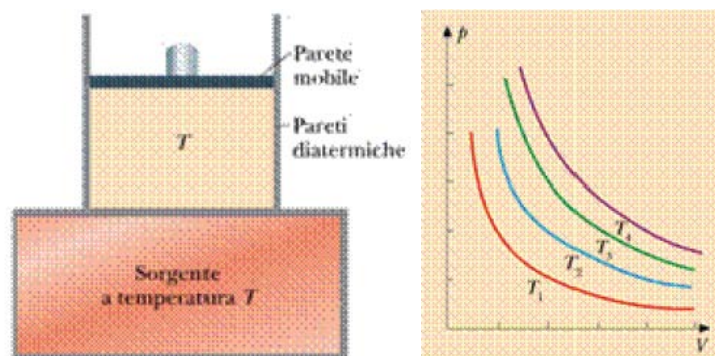 Parete
mobile
T
Pareti
diatermiche
Sorgente
a temperatura T
p
T₄
T₃
T₂
T₁
V